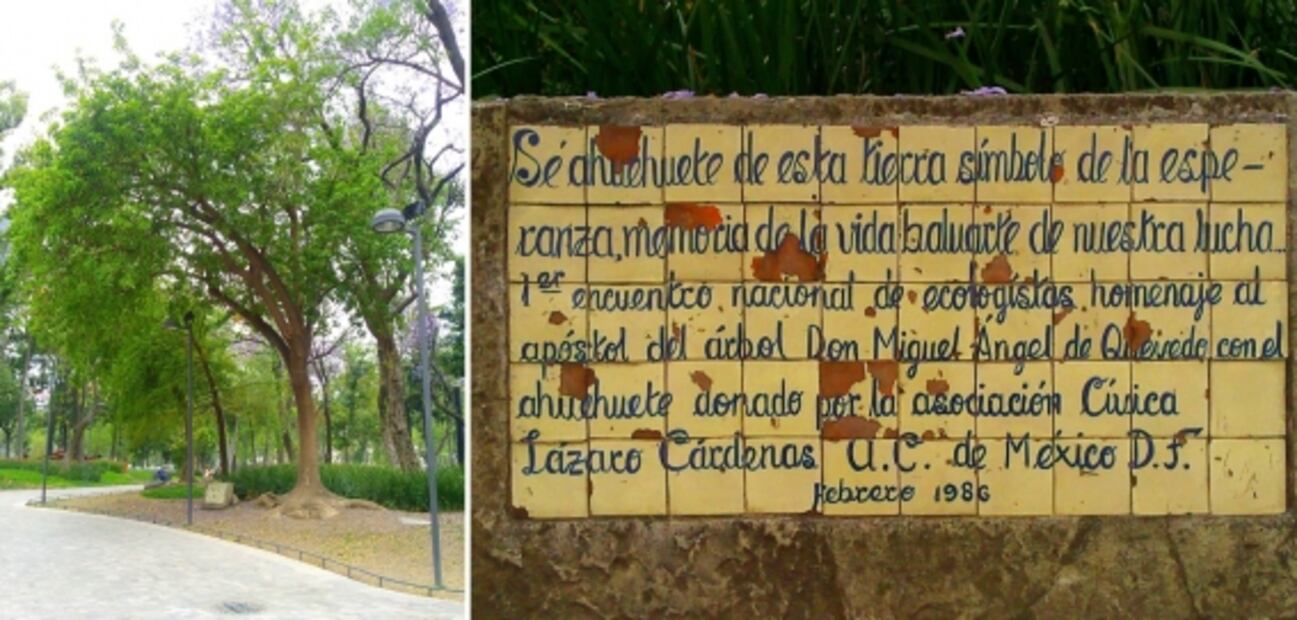 Sé ahuehuete de esta tierra símbolo de la espe-
ranza, memoria de la vida baluarte de nuestra lucha...
1er encuentro nacional de ecologistas homenaje al
apóstol del árbol Don Miguel Ángel de Quevedo con el
ahuehuete donado por la asociación Cívica
Lázaro Cárdenas A.C. de México D.F.
Febrero 1986